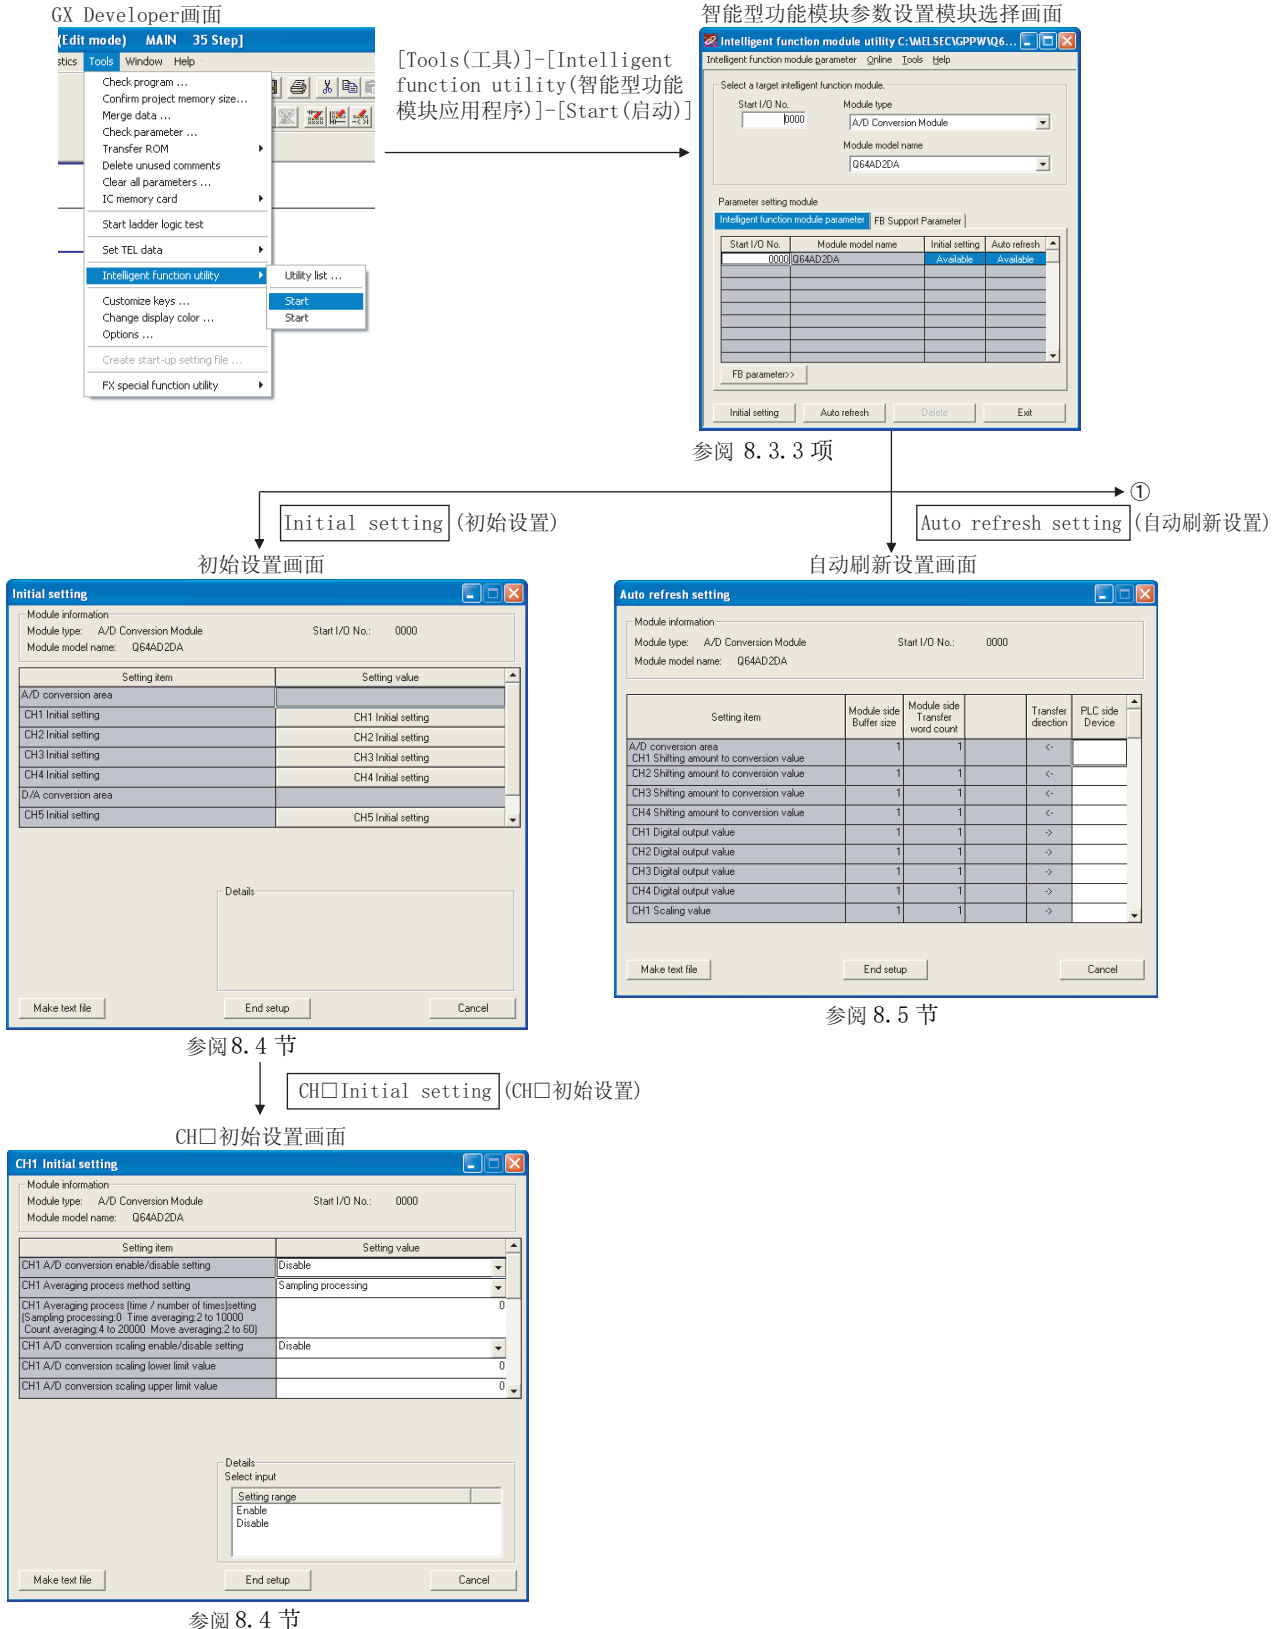 GX Developer画面
(Edit mode) MAIN 35 Step]
stics Tools Window Help
Check program ...
Confirm project memory size...
Merge data ...
Check parameter ...
Transfer ROM
Delete unused comments
Clear all parameters ...
IC memory card
Start ladder logic test
Set TEL data
Intelligent function utility
Utility list ...
Start
Start
Customize keys ...
Change display color ...
Options ...
Create start-up setting file ...
FX special function utility
[Tools(工具)]-[Intelligent
function utility(智能型功能
模块应用程序)]-[Start(启动)]
智能型功能模块参数设置模块选择画面
Intelligent function module utility C:\MELSEC\GPPW\Q6...
Intelligent function module parameter Online Tools Help
Select a target intelligent function module.
Start I/O No. Module type
0000 A/D Conversion Module
Module model name
Q64AD2DA
Parameter setting module
Intelligent function module parameter FB Support Parameter
Start I/O No. Module model name Initial setting Auto refresh
0000 Q64AD2DA Available Available
FB parameter>>
Initial setting Auto refresh Delete Exit
参阅 8.3.3 项
①
Initial setting (初始设置)
Auto refresh setting (自动刷新设置)
初始设置画面
Initial setting
Module information
Module type: A/D Conversion Module Start I/O No.: 0000
Module model name: Q64AD2DA
Setting item Setting value
A/D conversion area
CH1 Initial setting CH1 Initial setting
CH2 Initial setting CH2 Initial setting
CH3 Initial setting CH3 Initial setting
CH4 Initial setting CH4 Initial setting
D/A conversion area
CH5 Initial setting CH5 Initial setting
Details
Make text file End setup Cancel
参阅8.4 节
自动刷新设置画面
Auto refresh setting
Module information
Module type: A/D Conversion Module Start I/O No.: 0000
Module model name: Q64AD2DA
Setting item Module side Buffer size Module side Transfer word count Transfer direction PLC side Device
A/D conversion area
CH1 Shifting amount to conversion value 1 1 <-
CH2 Shifting amount to conversion value 1 1 <-
CH3 Shifting amount to conversion value 1 1 <-
CH4 Shifting amount to conversion value 1 1 <-
CH1 Digital output value 1 1 ->
CH2 Digital output value 1 1 ->
CH3 Digital output value 1 1 ->
CH4 Digital output value 1 1 ->
CH1 Scaling value 1 1 ->
Make text file End setup Cancel
参阅 8.5 节
CH□Initial setting (CH□初始设置)
CH□初始设置画面
CH1 Initial setting
Module information
Module type: A/D Conversion Module Start I/O No.: 0000
Module model name: Q64AD2DA
Setting item Setting value
CH1 A/D conversion enable/disable setting Disable
CH1 Averaging process method setting Sampling processing
CH1 Averaging process (time / number of times)setting 0
(Sampling processing:0 Time averaging:2 to 10000
Count averaging:4 to 20000 Move averaging:2 to 60)
CH1 A/D conversion scaling enable/disable setting Disable
CH1 A/D conversion scaling lower limit value 0
CH1 A/D conversion scaling upper limit value 0
Details
Select input
Setting range
Enable
Disable
Make text file End setup Cancel
参阅 8.4 节